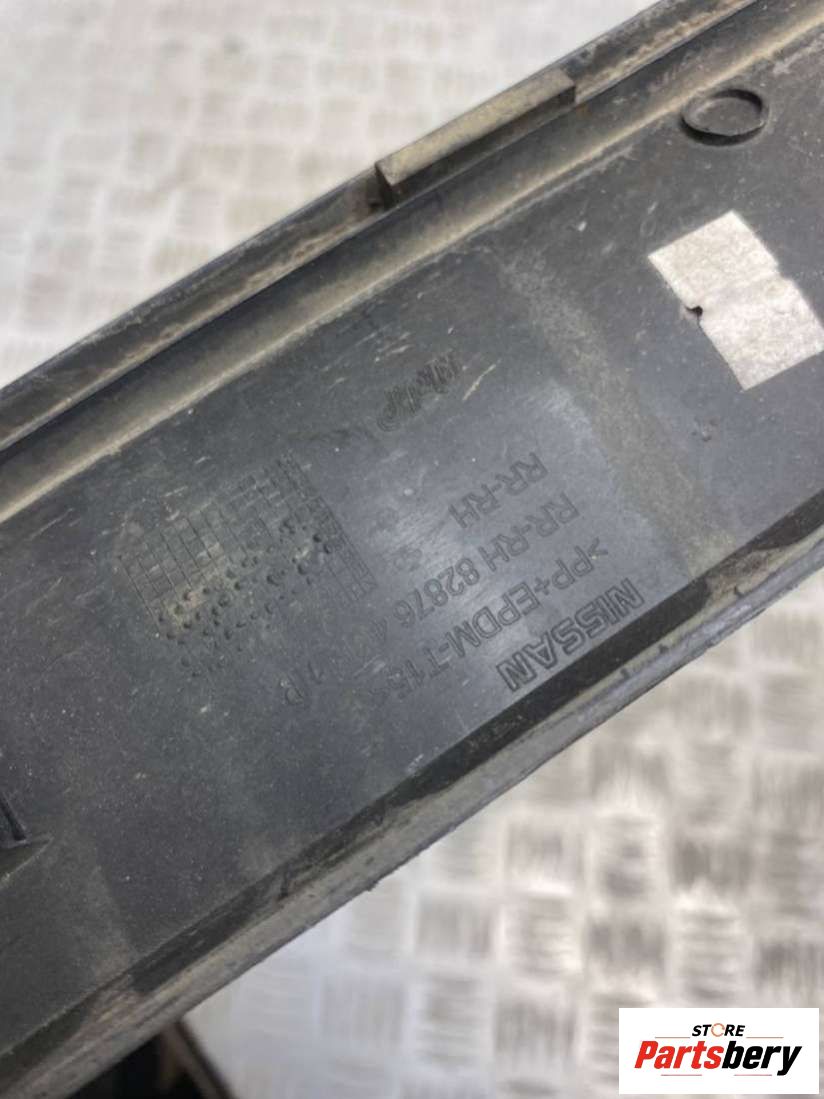 NISSAN
>PP+EPDM-T15<
RR-RH 82876
RR-RH
STORE
Partsbery